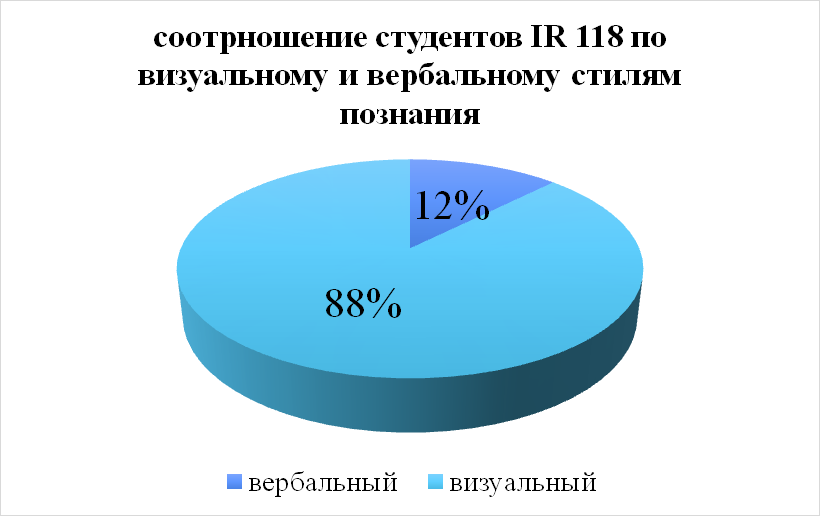 соотрношение студентов IR 118 по
визуальному и вербальному стилям
познания
12%
88%
вербальный визуальный